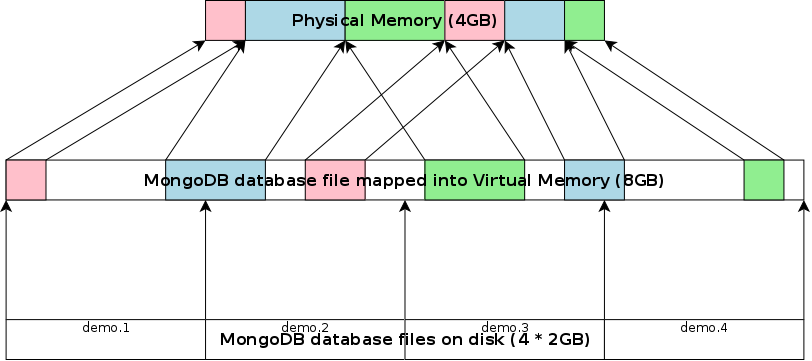 Physical Memory (4GB)
MongoDB database file mapped into Virtual Memory (8GB)
demo.1
demo.2
demo.3
demo.4
MongoDB database files on disk (4 * 2GB)